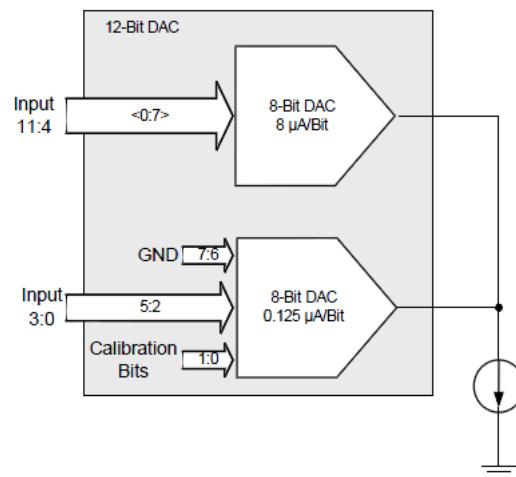 12-Bit DAC
Input
11:4
<0:7>
8-Bit DAC
8 µA/Bit
GND
7:6
Input
3:0
5:2
8-Bit DAC
0.125 µA/Bit
Calibration
Bits
1:0